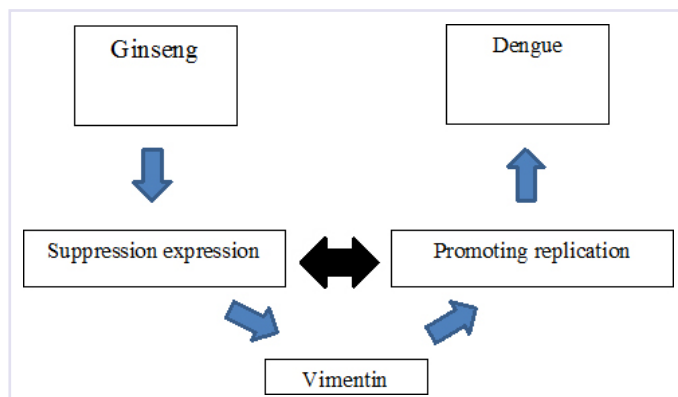 Ginseng
Dengue
Suppression expression
Promoting replication
Vimentin